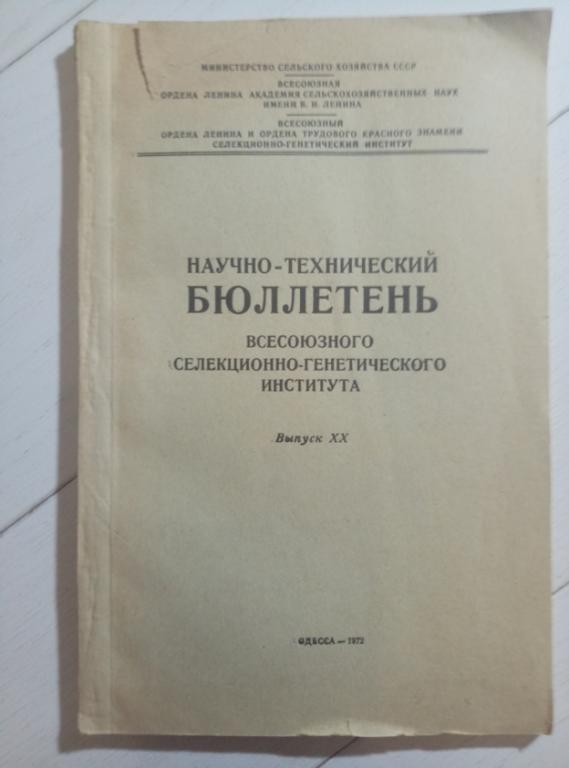 МИНИСТЕРСТВО СЕЛЬСКОГО ХОЗЯЙСТВА СССР
ВСЕСОЮЗНАЯ
ОРДЕНА ЛЕНИНА АКАДЕМИЯ СЕЛЬСКОХОЗЯЙСТВЕННЫХ НАУК
ИМЕНИ В. И. ЛЕНИНА
ВСЕСОЮЗНЫЙ
ОРДЕНА ЛЕНИНА И ОРДЕНА ТРУДОВОГО КРАСНОГО ЗНАМЕНИ
СЕЛЕКЦИОННО-ГЕНЕТИЧЕСКИЙ ИНСТИТУТ
НАУЧНО-ТЕХНИЧЕСКИЙ
БЮЛЛЕТЕНЬ
ВСЕСОЮЗНОГО
СЕЛЕКЦИОННО-ГЕНЕТИЧЕСКОГО
ИНСТИТУТА
Выпуск XX
ОДЕССА — 1972